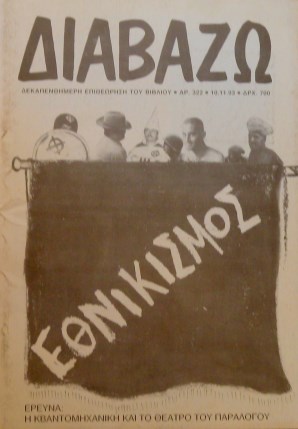 ΔΙΑΒΑΖΩ
ΔΕΚΑΠΕΝΘΗΜΕΡΗ ΕΠΙΘΕΩΡΗΣΗ ΤΟΥ ΒΙΒΛΙΟΥ • ΑΡ. 322 • 10-11-93 • ΔΡΧ. 700
ΕΘΝΙΚΙΣΜΟΣ
ΕΡΕΥΝΑ:
Η ΚΒΑΝΤΟΜΗΧΑΝΙΚΗ ΚΑΙ ΤΟ ΘΕΑΤΡΟ ΤΟΥ ΠΑΡΑΛΟΓΟΥ